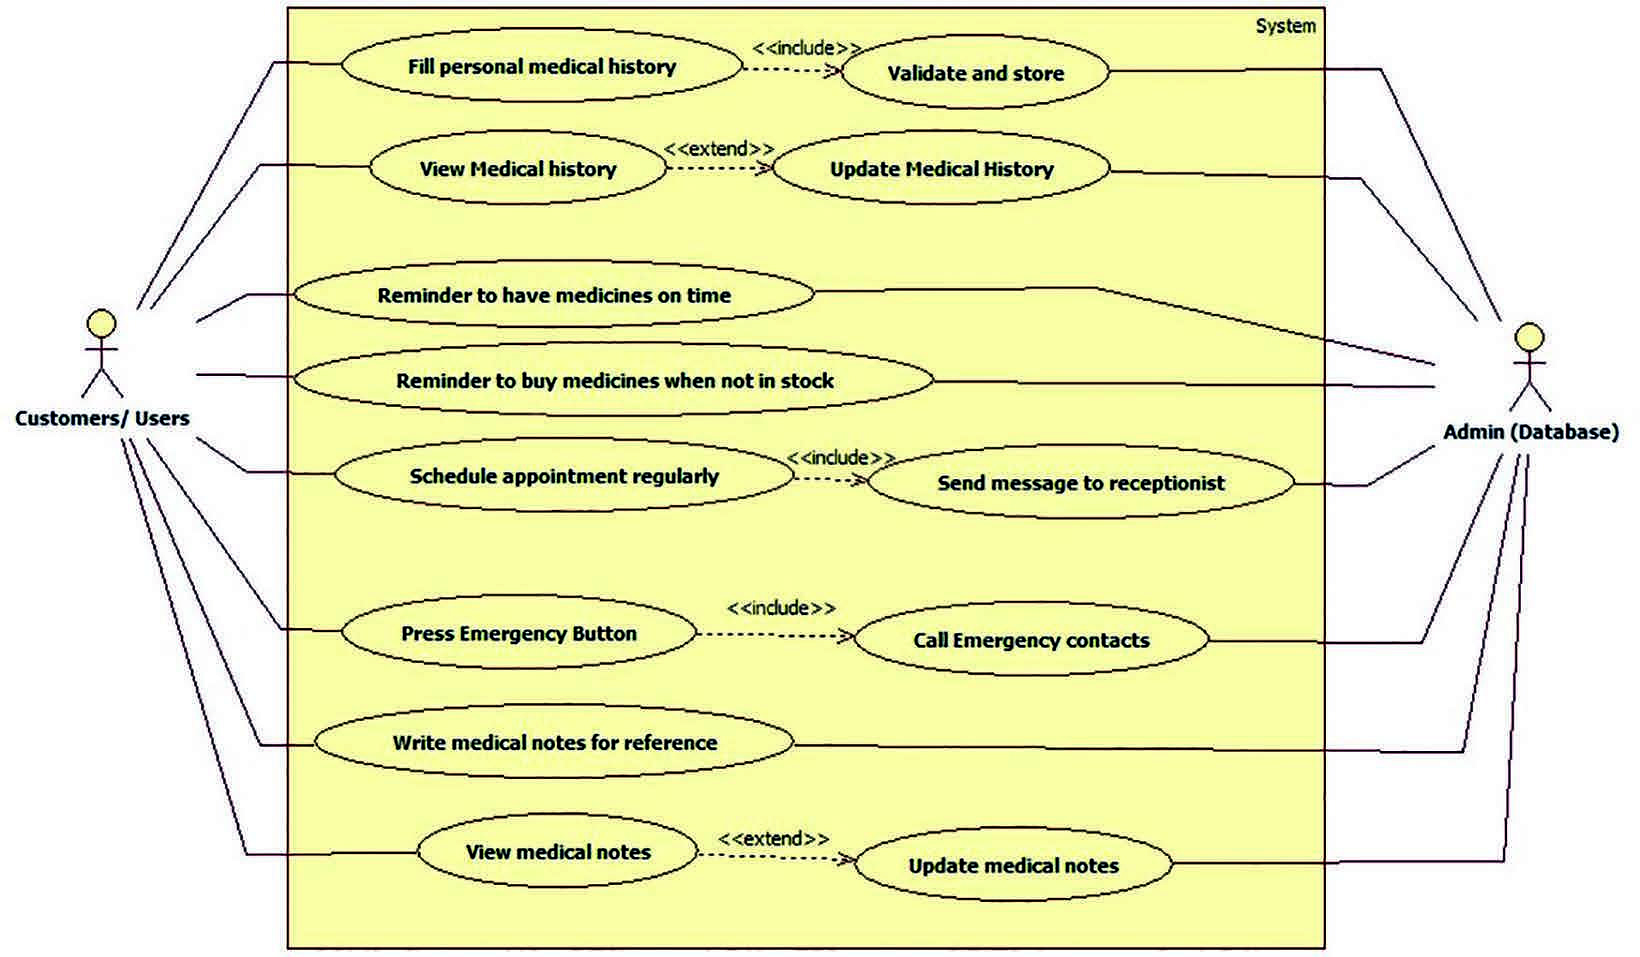 System
<<include>>
Fill personal medical history
Validate and store
<<extend>>
View Medical history
Update Medical History
Reminder to have medicines on time
Reminder to buy medicines when not in stock
Customers/ Users
Admin (Database)
<<include>>
Schedule appointment regularly
Send message to receptionist
<<include>>
Press Emergency Button
Call Emergency contacts
Write medical notes for reference
<<extend>>
View medical notes
Update medical notes